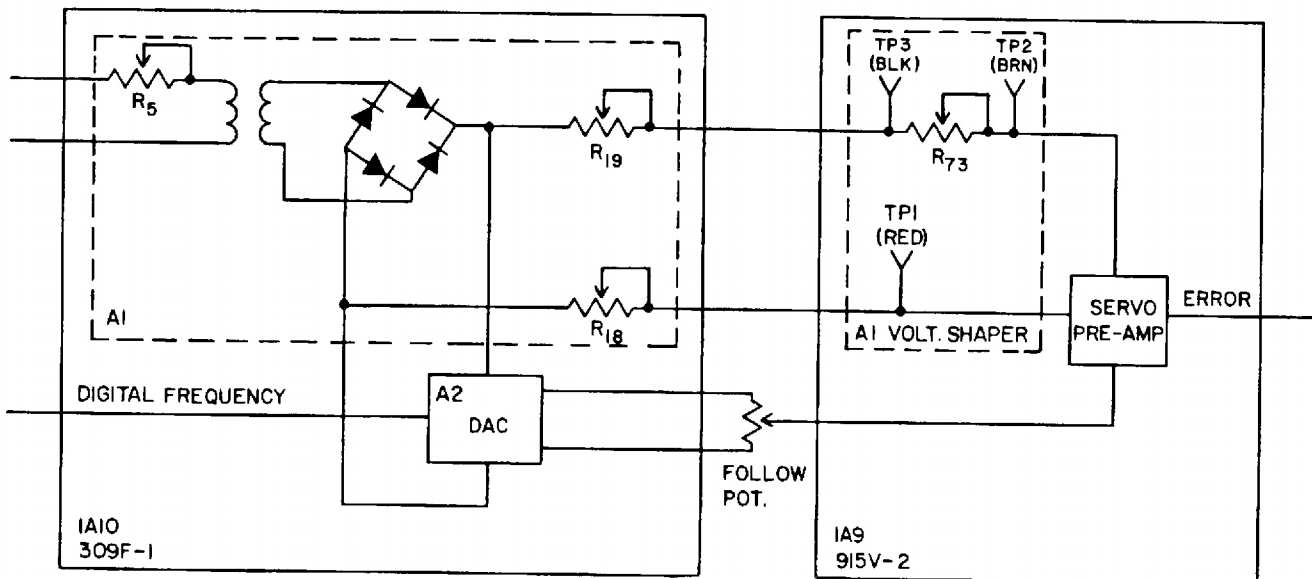 R5
R19
TP3
(BLK)
TP2
(BRN)
R73
TP1
(RED)
A1
R18
A1 VOLT. SHAPER
SERVO
PRE-AMP
ERROR
DIGITAL FREQUENCY
A2
DAC
FOLLOW
POT.
1A10
309F-1
1A9
915V-2